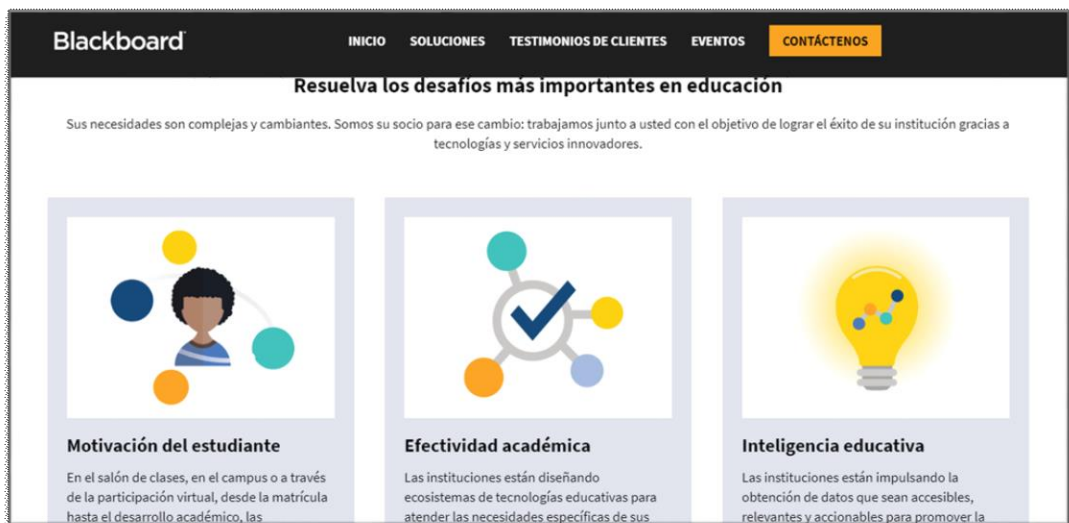 Blackboard
INICIO SOLUCIONES TESTIMONIOS DE CLIENTES EVENTOS CONTÁCTENOS
Resuelva los desafíos más importantes en educación
Sus necesidades son complejas y cambiantes. Somos su socio para ese cambio: trabajamos junto a usted con el objetivo de lograr el éxito de su institución gracias a
tecnologías y servicios innovadores.
Motivación del estudiante
En el salón de clases, en el campus o a través
de la participación virtual, desde la matrícula
hasta el desarrollo académico, las
Efectividad académica
Las instituciones están diseñando
ecosistemas de tecnologías educativas para
atender las necesidades específicas de sus
Inteligencia educativa
Las instituciones están impulsando la
obtención de datos que sean accesibles,
relevantes y accionables para promover la